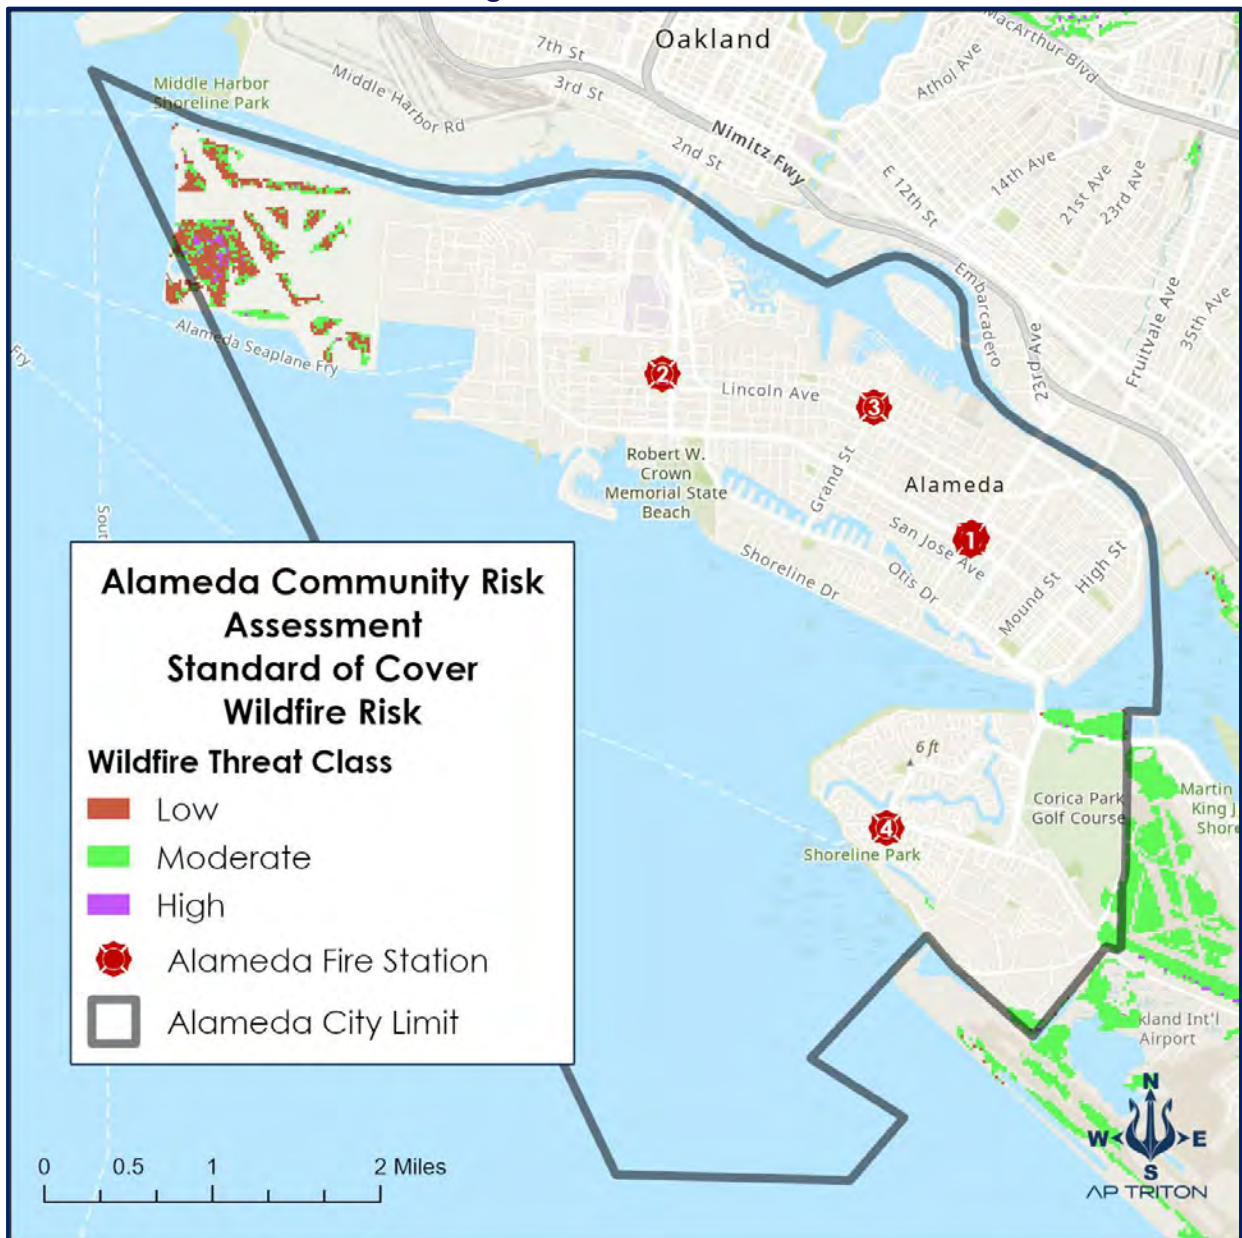 Oakland
MacArthur Blvd
7th St
Athol Ave
Middle Harbor
Shoreline Park
Middle Harbor Rd
3rd St
Nimitz Fwy
2nd St
E 12th St
14th Ave
21st Ave
23rd Ave
Embarcadero
Fruitvale Ave
35th Ave
23rd Ave
Alameda Seaplane Fry
Fry
2
Lincoln Ave
3
Robert W.
Crown
Memorial State
Beach
Grand St
Alameda
San Jose Ave
1
Sout
Shoreline Dr
Otis Dr
Mound St
High St
Alameda Community Risk
Assessment
Standard of Cover
Wildfire Risk
Wildfire Threat Class
Low
Moderate
High
Alameda Fire Station
Alameda City Limit
6 ft
Corica Park
Golf Course
Martin
King J
Shore
4
Shoreline Park
kland Int'l
Airport
N
W E
S
AP TRITON
0 0.5 1 2 Miles